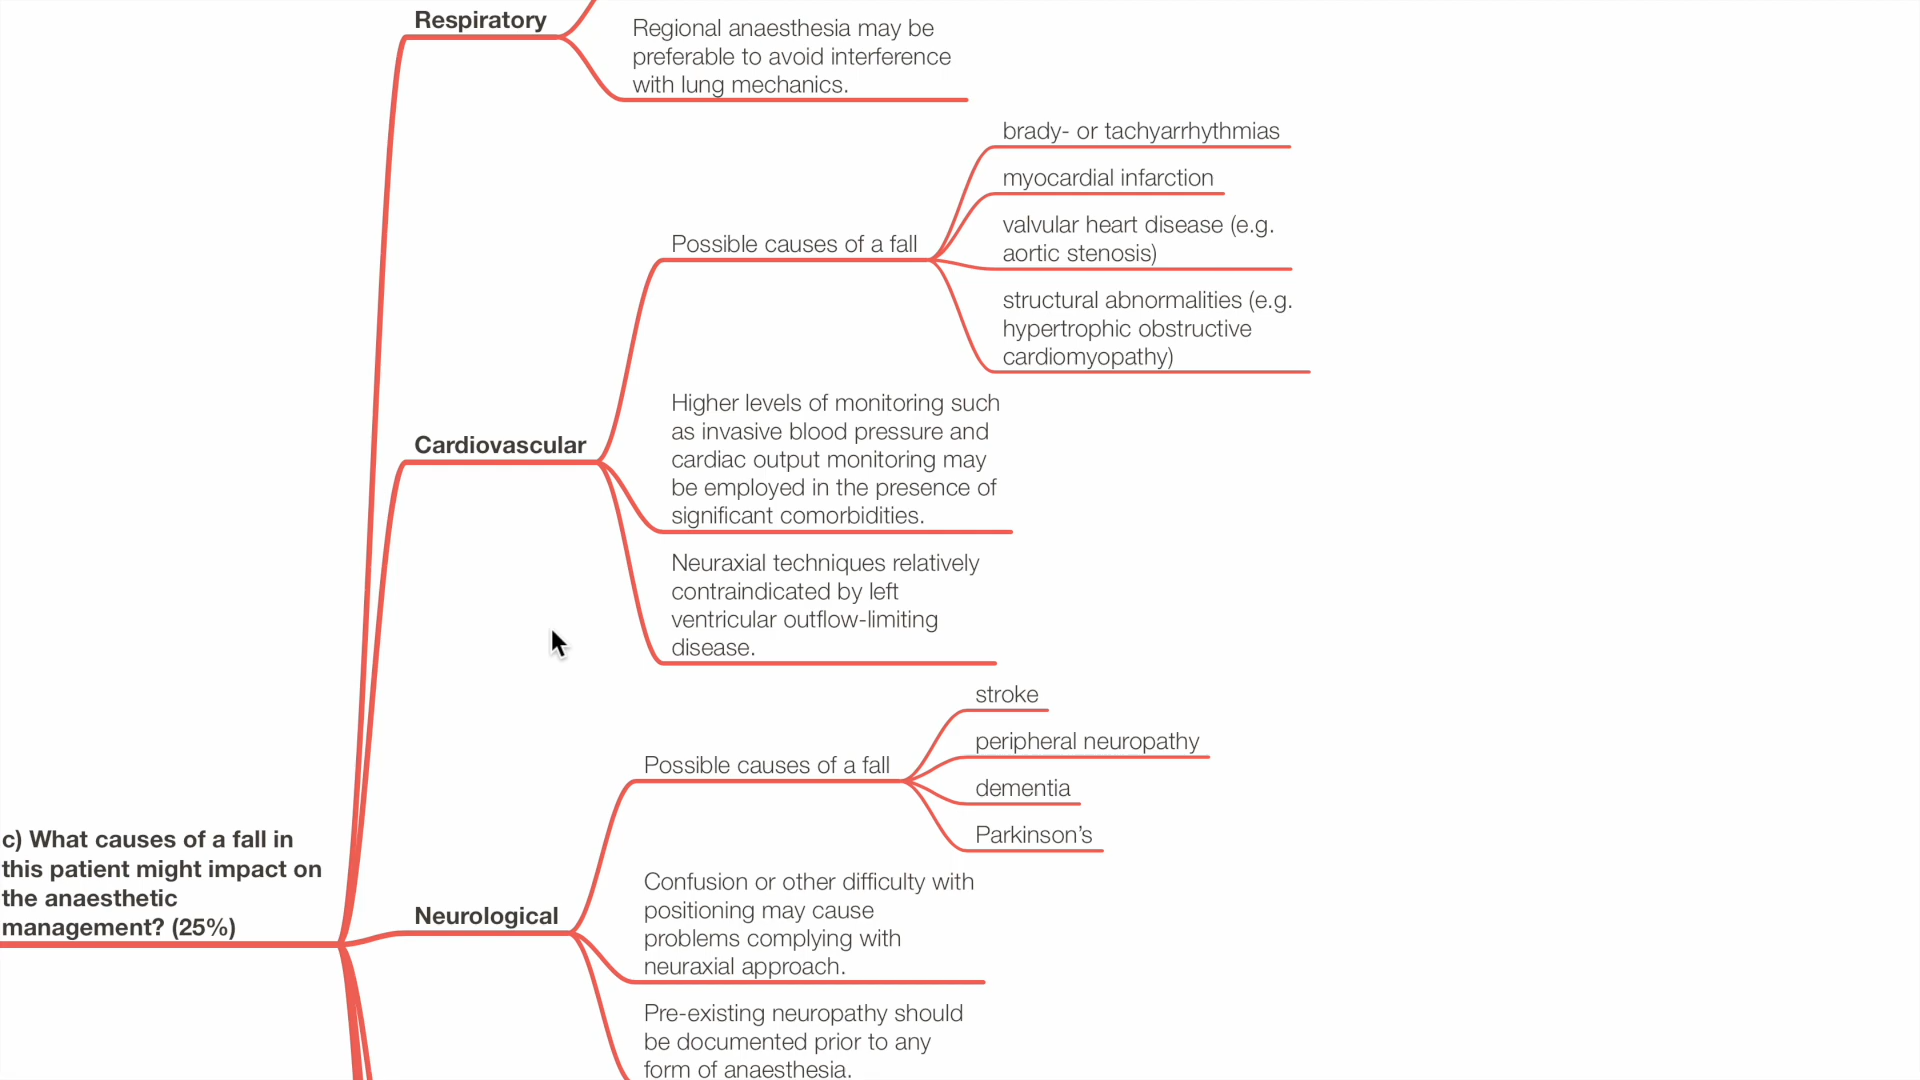 Respiratory
Regional anaesthesia may be
preferable to avoid interference
with lung mechanics.
brady- or tachyarrhythmias
myocardial infarction
valvular heart disease (e.g.
aortic stenosis)
Possible causes of a fall
structural abnormalities (e.g.
hypertrophic obstructive
cardiomyopathy)
Cardiovascular
Higher levels of monitoring such
as invasive blood pressure and
cardiac output monitoring may
be employed in the presence of
significant comorbidities.
Neuraxial techniques relatively
contraindicated by left
ventricular outflow-limiting
disease.
stroke
peripheral neuropathy
Possible causes of a fall
dementia
Parkinson's
c) What causes of a fall in
this patient might impact on
the anaesthetic
management? (25%)
Neurological
Confusion or other difficulty with
positioning may cause
problems complying with
neuraxial approach.
Pre-existing neuropathy should
be documented prior to any
form of anaesthesia.